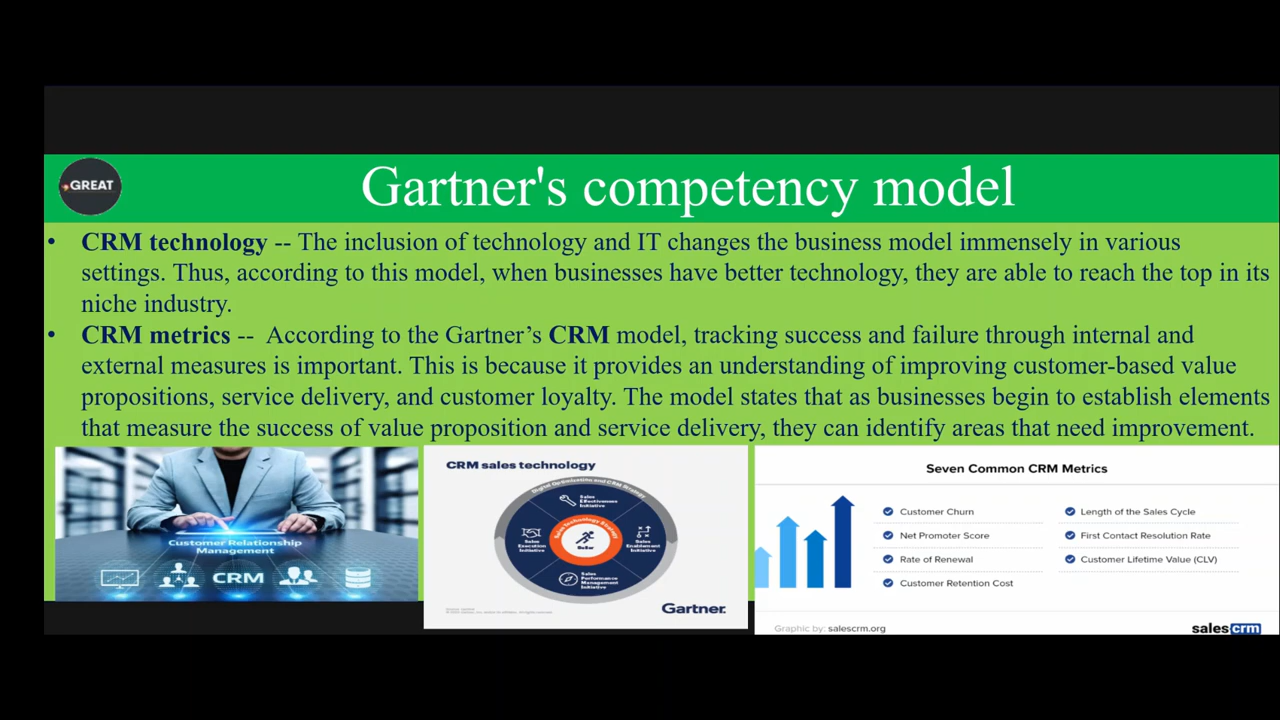 GREAT
Gartner's competency model
• CRM technology -- The inclusion of technology and IT changes the business model immensely in various
settings. Thus, according to this model, when businesses have better technology, they are able to reach the top in its
niche industry.
• CRM metrics -- According to the Gartner’s CRM model, tracking success and failure through internal and
external measures is important. This is because it provides an understanding of improving customer-based value
propositions, service delivery, and customer loyalty. The model states that as businesses begin to establish elements
that measure the success of value proposition and service delivery, they can identify areas that need improvement.
Customer Relationship
Management
CRM
CRM sales technology
Digital Optimization and CRM Strategy
Sales
Effectiveness
Initiative
Sales Technology Strategy
Sales
Execution
Initiative
Sales
Enablement
Initiative
Sales
Performance
Management
Initiative
Gartner.
Seven Common CRM Metrics
Customer Churn
Net Promoter Score
Rate of Renewal
Customer Retention Cost
Length of the Sales Cycle
First Contact Resolution Rate
Customer Lifetime Value (CLV)
Graphic by: salescrm.org
salescrm